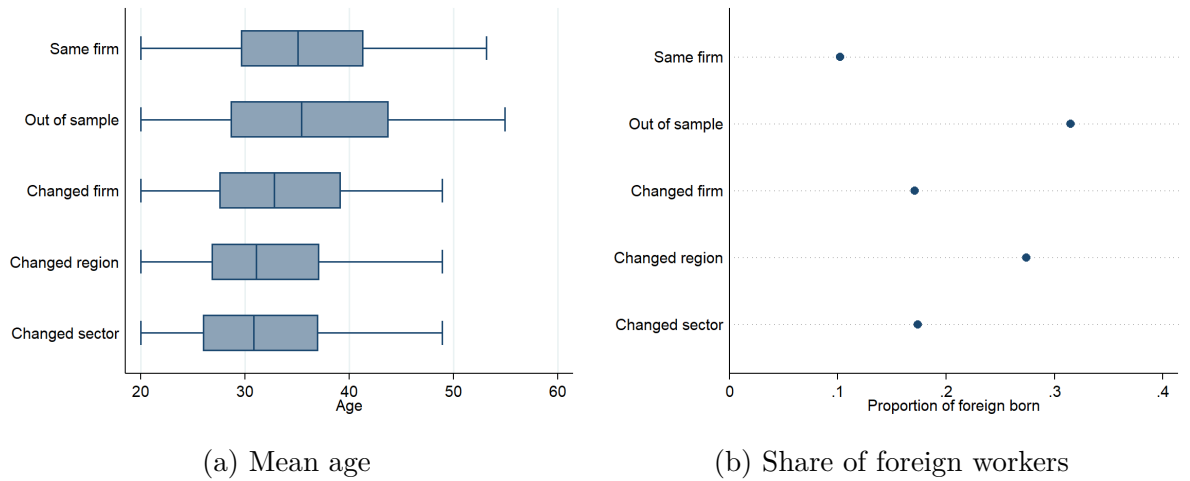 Same firm
Out of sample
Changed firm
Changed region
Changed sector
20 30 40 50 60
Age
(a) Mean age
Same firm
Out of sample
Changed firm
Changed region
Changed sector
0 .1 .2 .3 .4
Proportion of foreign born
(b) Share of foreign workers